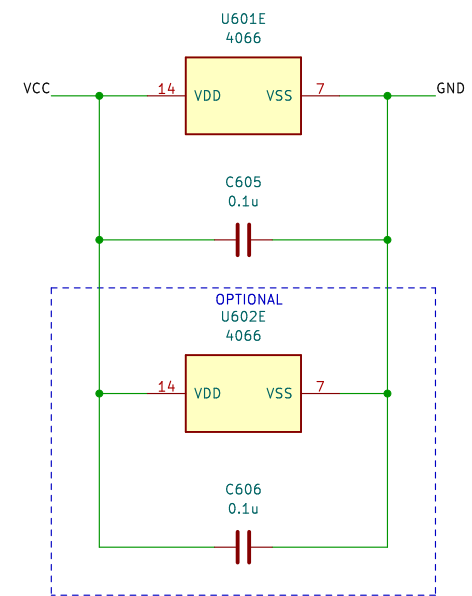 U601E
4066
VCC
14
VDD
VSS
7
GND
C605
0.1u
OPTIONAL
U602E
4066
14
VDD
VSS
7
C606
0.1u